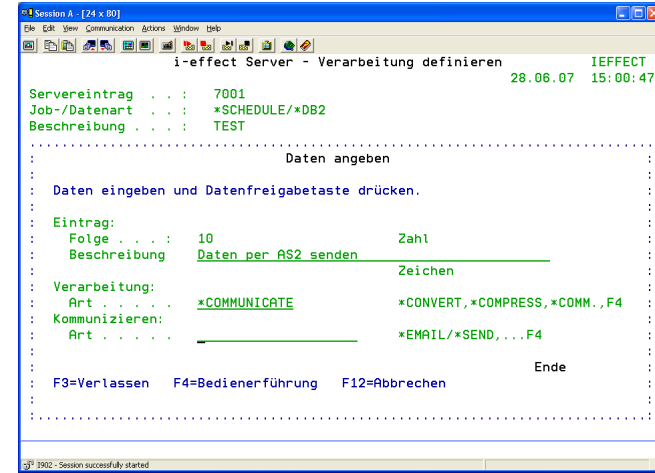 Session A - [24 x 80]
File Edit View Communication Actions Window Help
i-effect Server - Verarbeitung definieren IEFFECT
28.06.07 15:00:47
Servereintrag . . : 7001
Job-/Datenart . . : *SCHEDULE/*DB2
Beschreibung . . . : TEST
Daten angeben
Daten eingeben und Datenfreigabetaste drücken.
Eintrag:
Folge . . . : 10 Zahl
Beschreibung Daten per AS2 senden
Zeichen
Verarbeitung:
Art . . . . . *COMMUNICATE *CONVERT,*COMPRESS,*COMM.,F4
Kommunizieren:
Art . . . . . *EMAIL/*SEND,...F4
Ende
F3=Verlassen F4=Bedienerführung F12=Abbrechen
I902 - Session successfully started